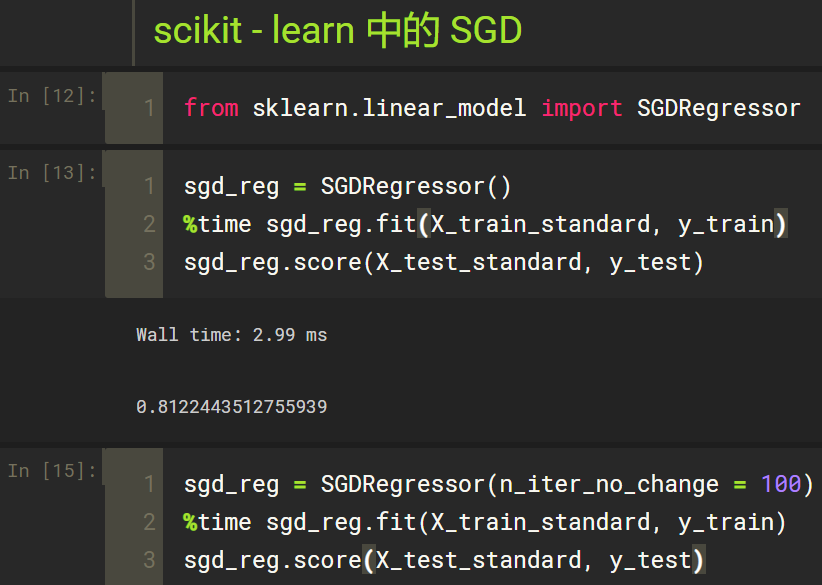 scikit - learn 中的 SGD
In [12]:
1 from sklearn.linear_model import SGDRegressor
In [13]:
1 sgd_reg = SGDRegressor()
2 %time sgd_reg.fit(X_train_standard, y_train)
3 sgd_reg.score(X_test_standard, y_test)
Wall time: 2.99 ms
0.8122443512755939
In [15]:
1 sgd_reg = SGDRegressor(n_iter_no_change = 100)
2 %time sgd_reg.fit(X_train_standard, y_train)
3 sgd_reg.score(X_test_standard, y_test)